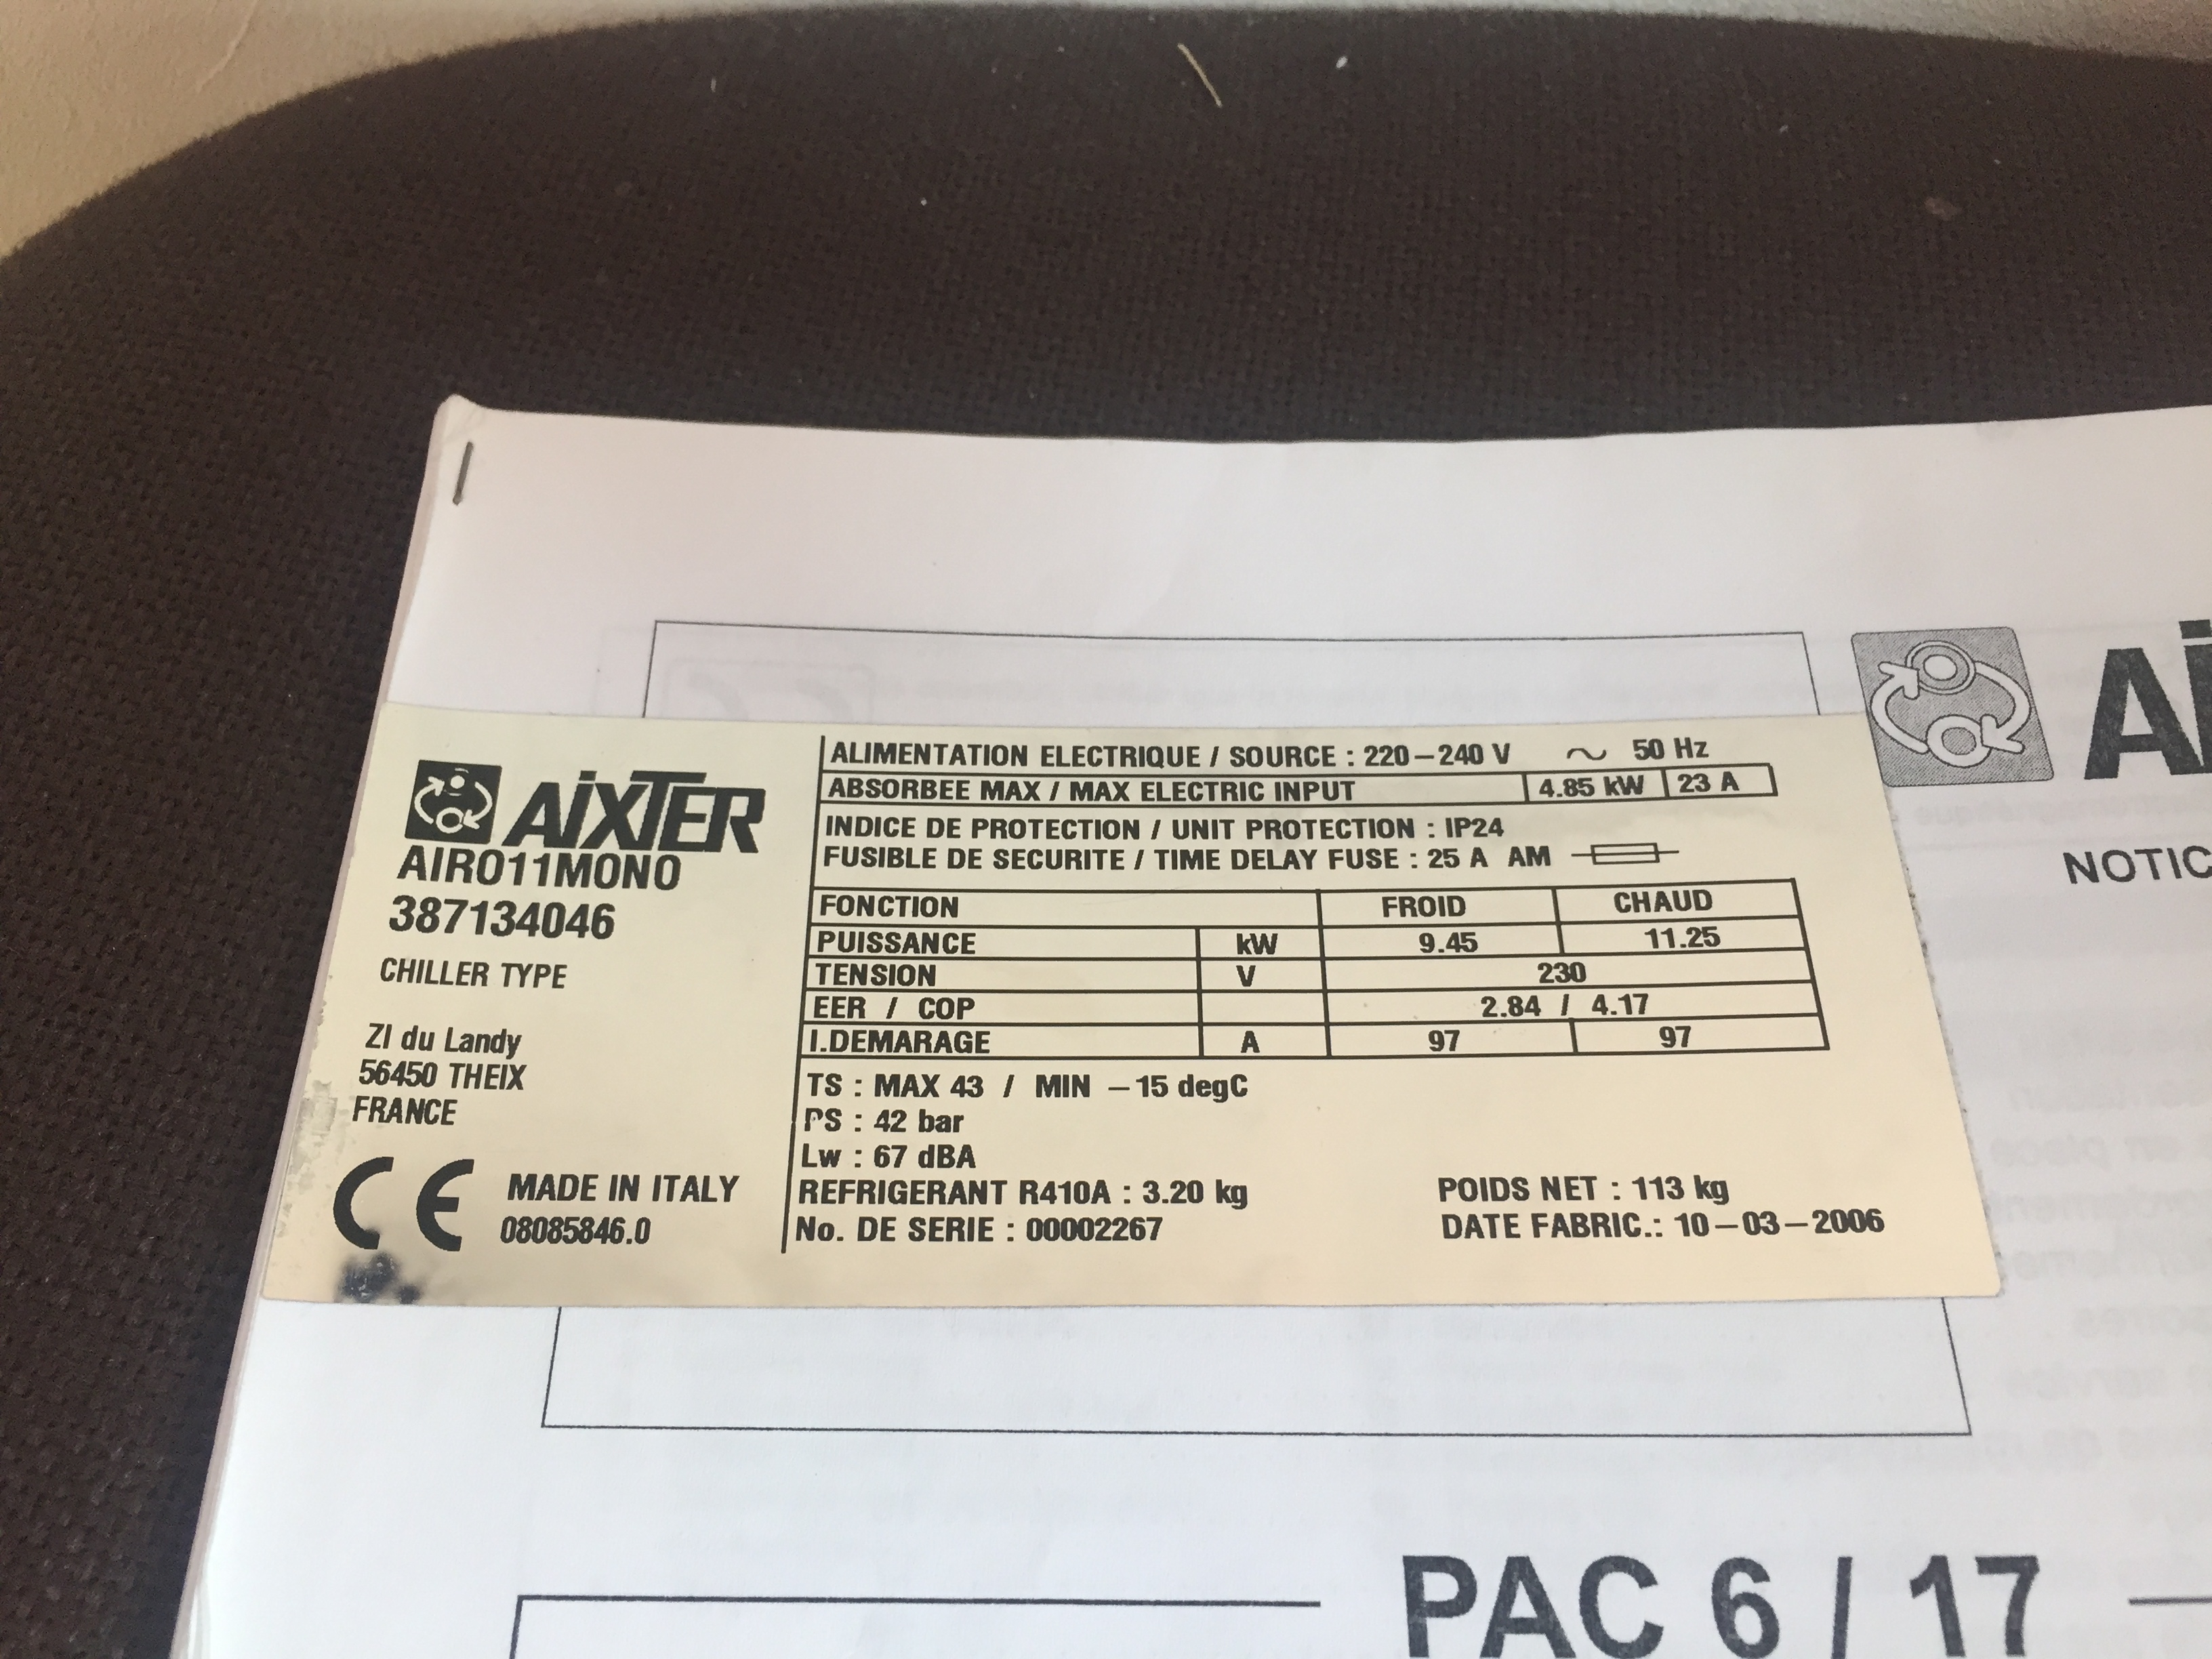 AIXTER
AIRO11MONO
387134046
CHILLER TYPE
ZI du Landy
56450 THEIX
FRANCE
CE MADE IN ITALY
08085846.0
ALIMENTATION ELECTRIQUE / SOURCE : 220-240 V ~ 50 Hz
ABSORBEE MAX / MAX ELECTRIC INPUT 4.85 kW 23 A
INDICE DE PROTECTION / UNIT PROTECTION : IP24
FUSIBLE DE SECURITE / TIME DELAY FUSE : 25 A AM
FONCTION FROID CHAUD
PUISSANCE kW 9.45 11.25
TENSION V 230
EER / COP 2.84 / 4.17
I.DEMARAGE A 97 97
TS : MAX 43 / MIN -15 degC
PS : 42 bar
Lw : 67 dBA
REFRIGERANT R410A : 3.20 kg
No. DE SERIE : 00002267
POIDS NET : 113 kg
DATE FABRIC.: 10-03-2006
Ai
NOTIC
PAC 6 / 17